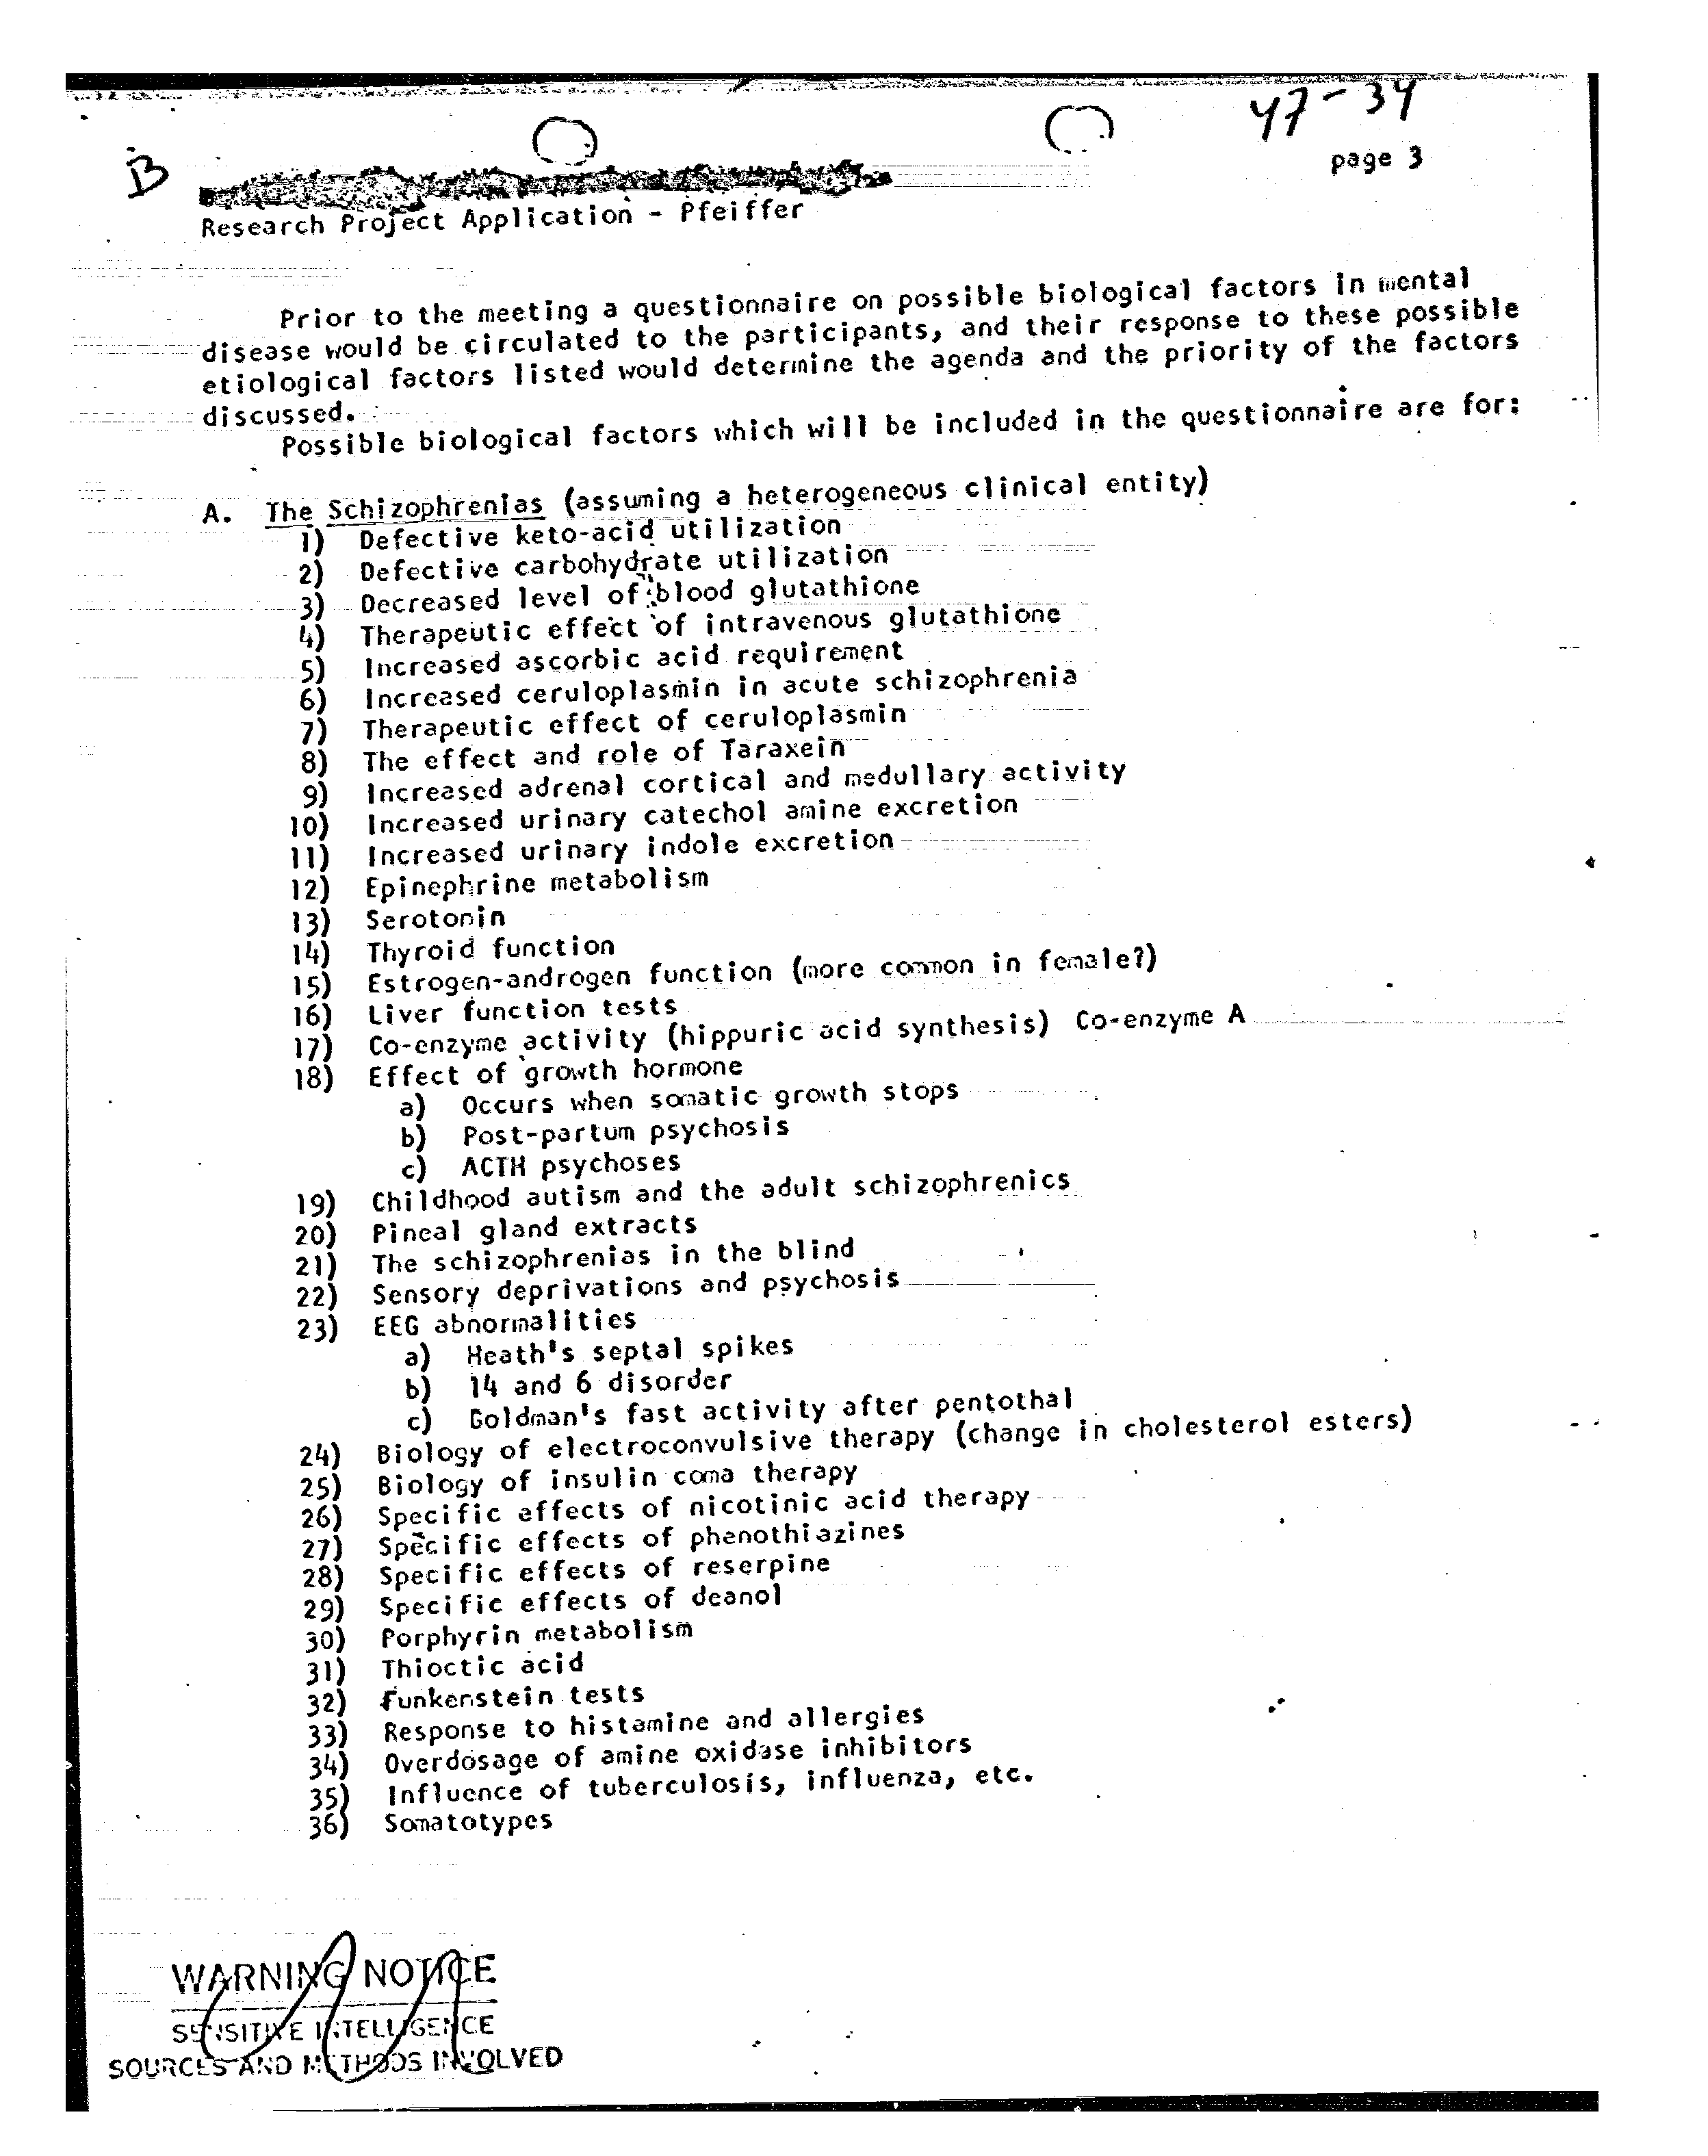 47-34
page 3
B
Research Project Application - Pfeiffer
Prior to the meeting a questionnaire on possible biological factors in mental
disease would be circulated to the participants, and their response to these possible
etiological factors listed would determine the agenda and the priority of the factors
discussed.
Possible biological factors which will be included in the questionnaire are for:
A. The Schizophrenias (assuming a heterogeneous clinical entity)
1) Defective keto-acid utilization
2) Defective carbohydrate utilization
3) Decreased level of blood glutathione
4) Therapeutic effect of intravenous glutathione
5) Increased ascorbic acid requirement
6) Increased ceruloplasmin in acute schizophrenia
7) Therapeutic effect of ceruloplasmin
8) The effect and role of Taraxein
9) Increased adrenal cortical and medullary activity
10) Increased urinary catechol amine excretion
11) Increased urinary indole excretion
12) Epinephrine metabolism
13) Serotonin
14) Thyroid function
15) Estrogen-androgen function (more common in female?)
16) Liver function tests
17) Co-enzyme activity (hippuric acid synthesis) Co-enzyme A
18) Effect of growth hormone
a) Occurs when somatic growth stops
b) Post-partum psychosis
c) ACTH psychoses
19) Childhood autism and the adult schizophrenics
20) Pineal gland extracts
21) The schizophrenias in the blind
22) Sensory deprivations and psychosis
23) EEG abnormalities
a) Heath's septal spikes
b) 14 and 6 disorder
c) Goldman's fast activity after pentothal
24) Biology of electroconvulsive therapy (change in cholesterol esters)
25) Biology of insulin coma therapy
26) Specific effects of nicotinic acid therapy
27) Specific effects of phenothiazines
28) Specific effects of reserpine
29) Specific effects of deanol
30) Porphyrin metabolism
31) Thioctic acid
32) Funkenstein tests
33) Response to histamine and allergies
34) Overdosage of amine oxidase inhibitors
35) Influence of tuberculosis, influenza, etc.
36) Somatotypes
WARNING NOTICE
SENSITIVE INTELLIGENCE
SOURCES AND METHODS INVOLVED